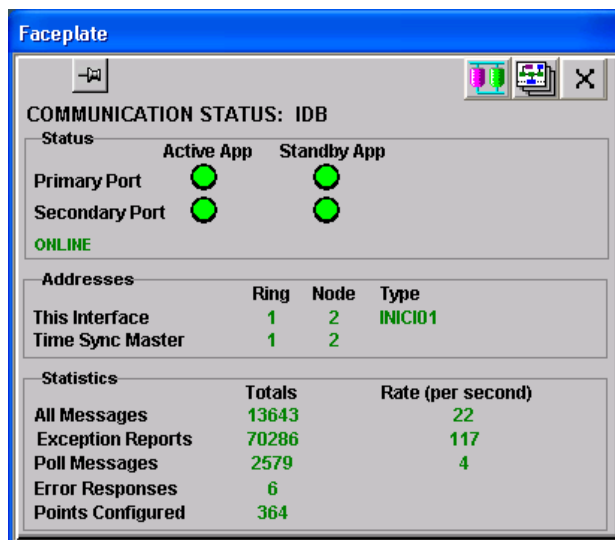 Faceplate
COMMUNICATION STATUS: IDB
Status
Active App Standby App
Primary Port
Secondary Port
ONLINE
Addresses
Ring Node Type
This Interface 1 2 INICI01
Time Sync Master 1 2
Statistics
Totals Rate (per second)
All Messages 13643 22
Exception Reports 70286 117
Poll Messages 2579 4
Error Responses 6
Points Configured 364